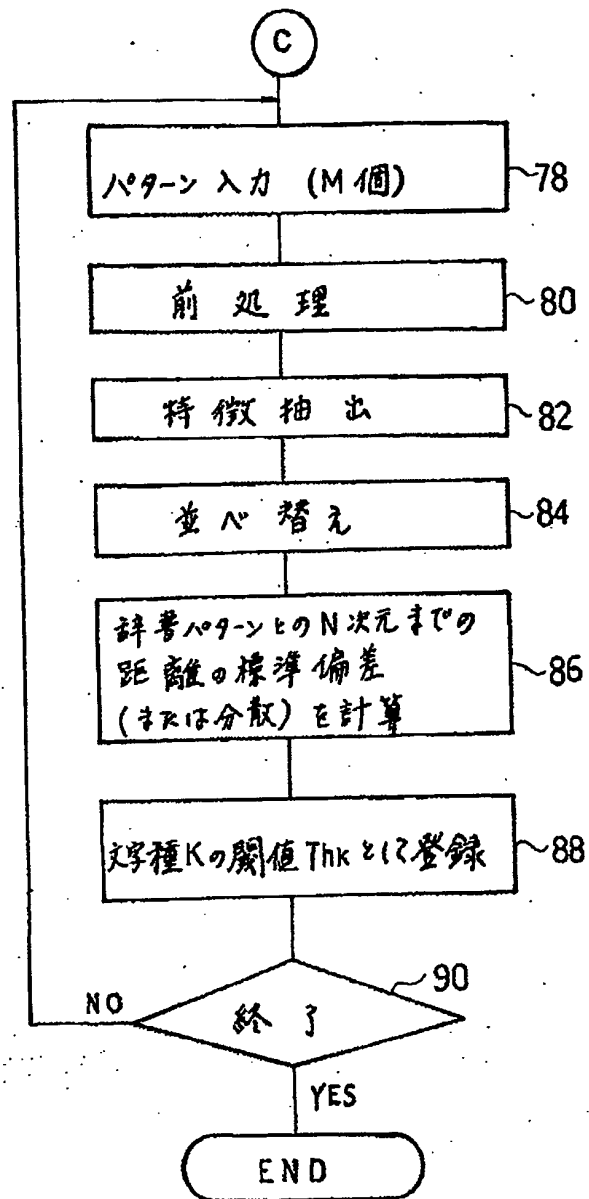 C
パターン入力 (M個)
78
前処理
80
特徴抽出
82
並べ替え
84
辞書パターンとのN次元までの
距離の標準偏差
(または分散)を計算
86
文字種Kの閾値Thkとして登録
88
終了
90
NO
YES
END